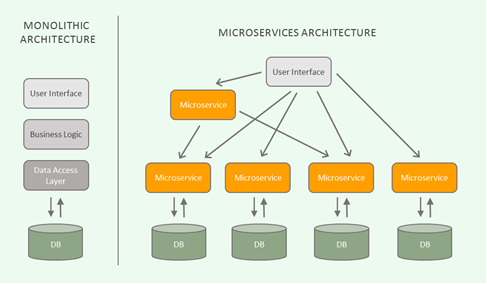 MONOLITHIC
ARCHITECTURE
User Interface
Business Logic
Data Access
Layer
DB
MICROSERVICES ARCHITECTURE
User Interface
Microservice
Microservice
Microservice
Microservice
Microservice
DB
DB
DB
DB